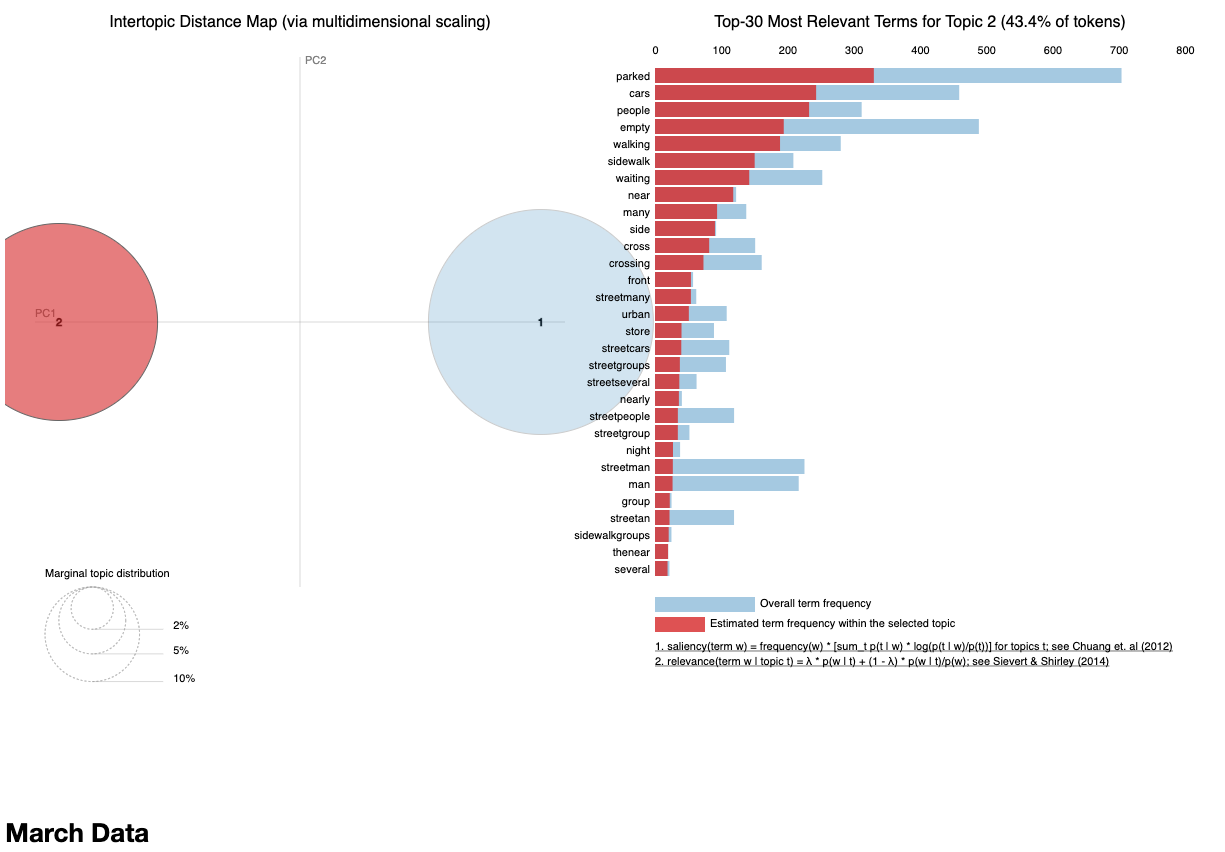 Intertopic Distance Map (via multidimensional scaling)
PC2
PC1
2
1
Marginal topic distribution
2%
5%
10%
Top-30 Most Relevant Terms for Topic 2 (43.4% of tokens)
0 100 200 300 400 500 600 700 800
parked
cars
people
empty
walking
sidewalk
waiting
near
many
side
cross
crossing
front
streetmany
urban
store
streetcars
streetgroups
streetseveral
nearly
streetpeople
streetgroup
night
streetman
man
group
streetan
sidewalkgroups
thenear
several
Overall term frequency
Estimated term frequency within the selected topic
1. saliency(term w) = frequency(w) * [sum_t p(t | w) * log(p(t | w)/p(t))] for topics t; see Chuang et. al (2012)
2. relevance(term w | topic t) = λ * p(w | t) + (1 - λ) * p(w | t)/p(w); see Sievert & Shirley (2014)
March Data